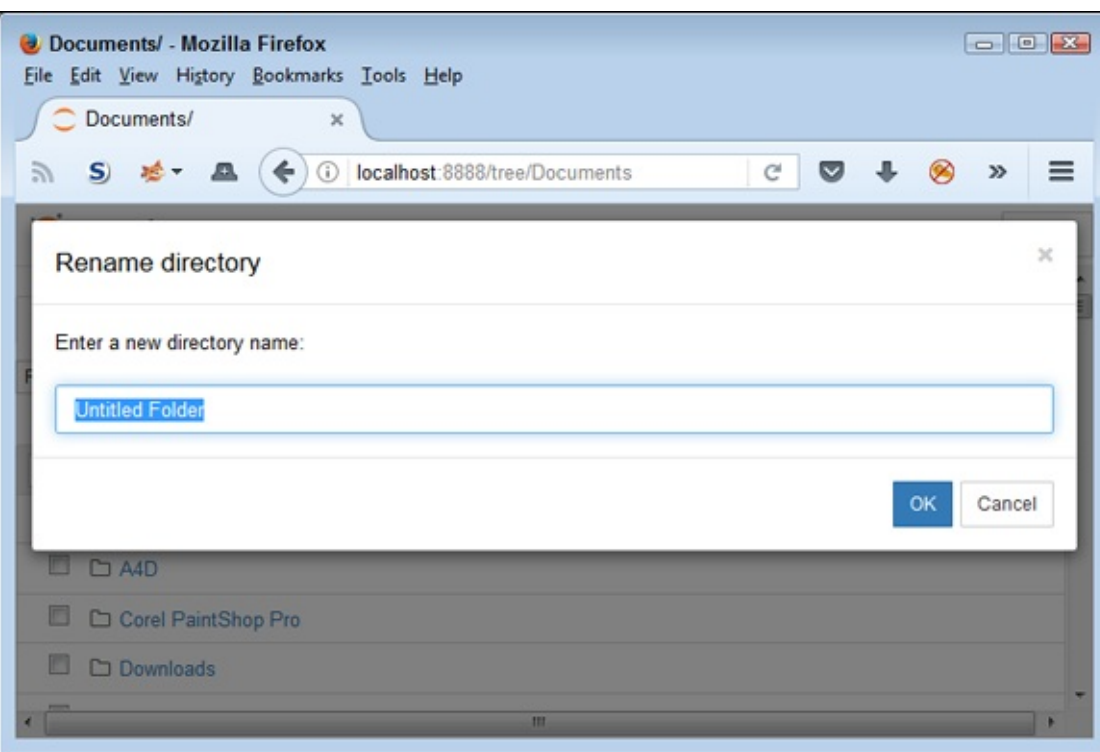 Documents/ - Mozilla Firefox
File Edit View History Bookmarks Tools Help
Documents/
localhost:8888/tree/Documents
Rename directory
Enter a new directory name:
Untitled Folder
OK Cancel
A4D
Corel PaintShop Pro
Downloads